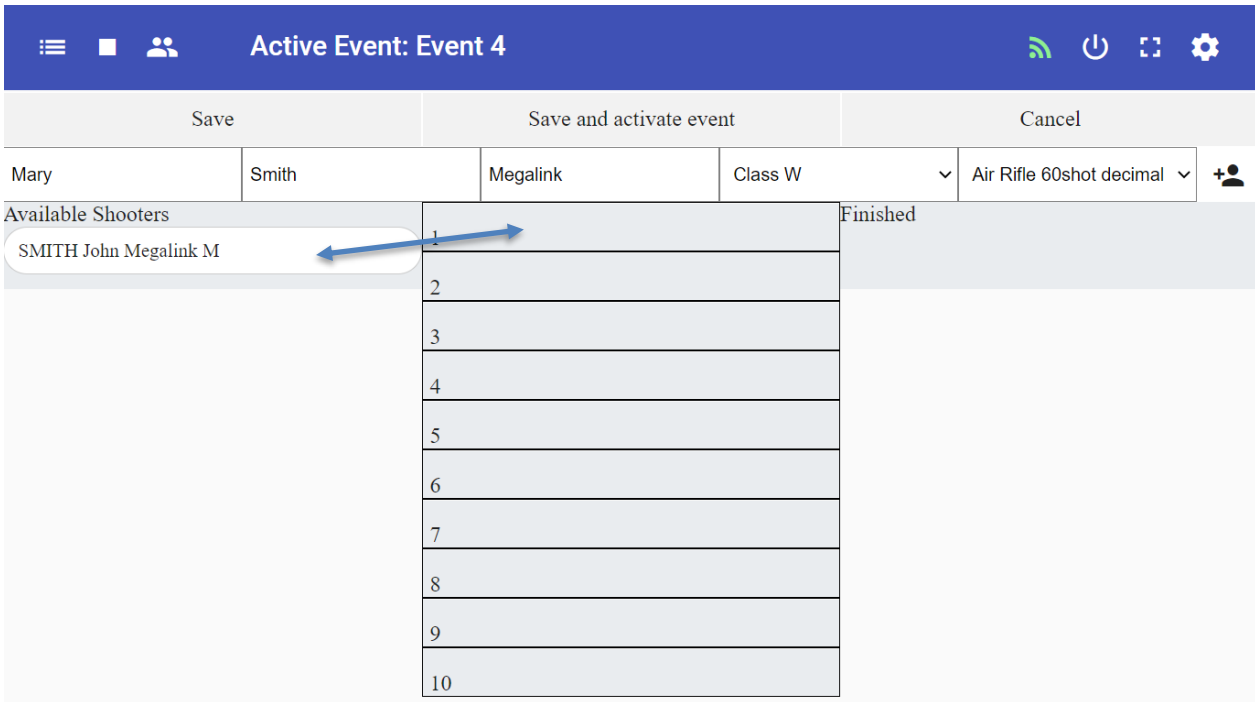 Active Event: Event 4
Save Save and activate event Cancel
Mary Smith Megalink Class W Air Rifle 60shot decimal
Available Shooters Finished
SMITH John Megalink M
1
2
3
4
5
6
7
8
9
10